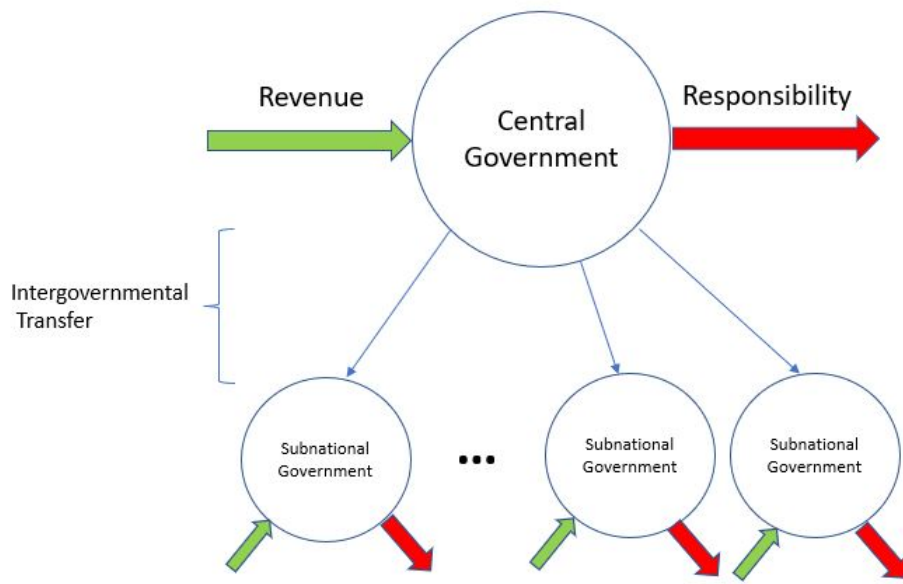 Revenue
Responsibility
Central
Government
Intergovernmental
Transfer
Subnational
Government
...
Subnational
Government
Subnational
Government